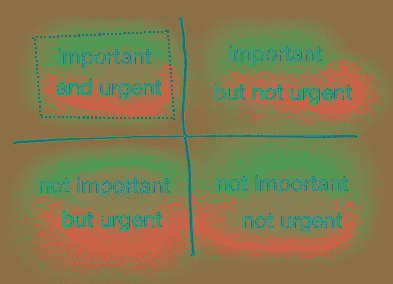 important
and urgent
important
but not urgent
not important
but urgent
not important
not urgent